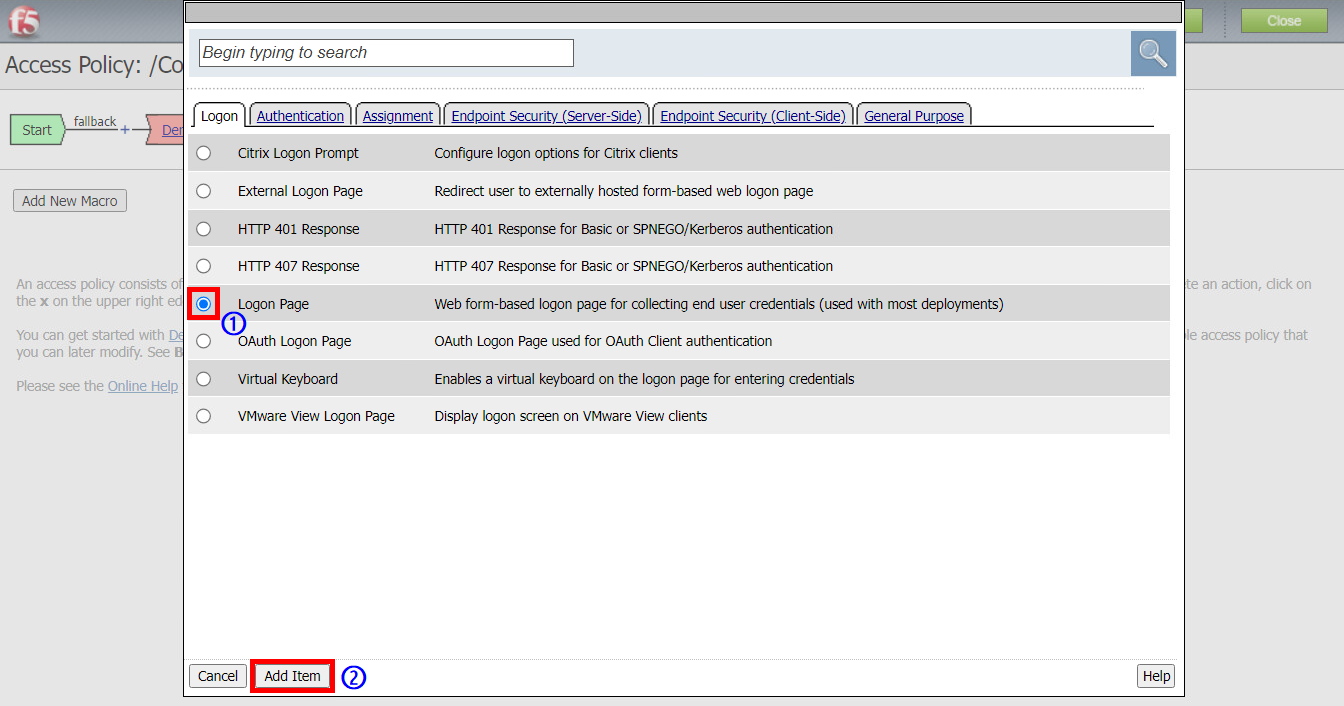 f5
Close
Access Policy: /Co
Begin typing to search
Start
fallback
+
Logon
Authentication
Assignment
Endpoint Security (Server-Side)
Endpoint Security (Client-Side)
General Purpose
Citrix Logon Prompt
Configure logon options for Citrix clients
External Logon Page
Redirect user to externally hosted form-based web logon page
HTTP 401 Response
HTTP 401 Response for Basic or SPNEGO/Kerberos authentication
HTTP 407 Response
HTTP 407 Response for Basic or SPNEGO/Kerberos authentication
Logon Page
Web form-based logon page for collecting end user credentials (used with most deployments)
①
OAuth Logon Page
OAuth Logon Page used for OAuth Client authentication
Virtual Keyboard
Enables a virtual keyboard on the logon page for entering credentials
VMware View Logon Page
Display logon screen on VMware View clients
Add New Macro
An access policy consists of
te an action, click on
the x on the upper right ed
You can get started with De
le access policy that
you can later modify. See B
Please see the Online Help
Cancel
Add Item
②
Help